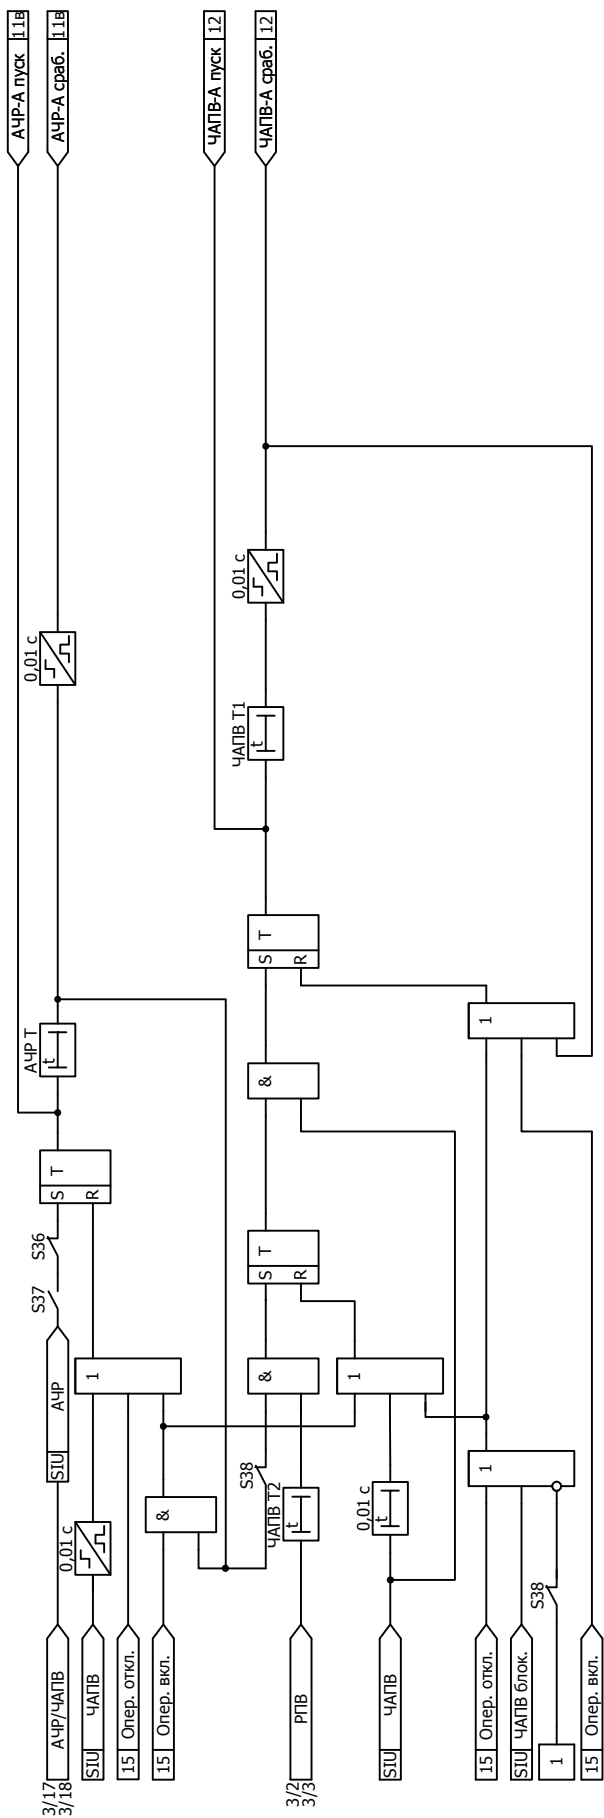 АЧР-А пуск 11в
АЧР-А сраб. 11в
ЧАПВ-А пуск 12
ЧАПВ-А сраб. 12
0,01 с
0,01 с
t
ЧАПВ Т1
S T
R
АЧР Т
t
1
&
S T
R
S36
S37
S T
R
SIU АЧР
1
&
1
S38
ЧАПВ Т2
t
0,01 с
t
1
&
0,01 с
S38
3/17
3/18
АЧР/ЧАПВ
SIU ЧАПВ
15 Опер. откл.
15 Опер. вкл.
3/2
3/3
РПВ
SIU ЧАПВ
15 Опер. откл.
SIU ЧАПВ блок.
1
15 Опер. вкл.